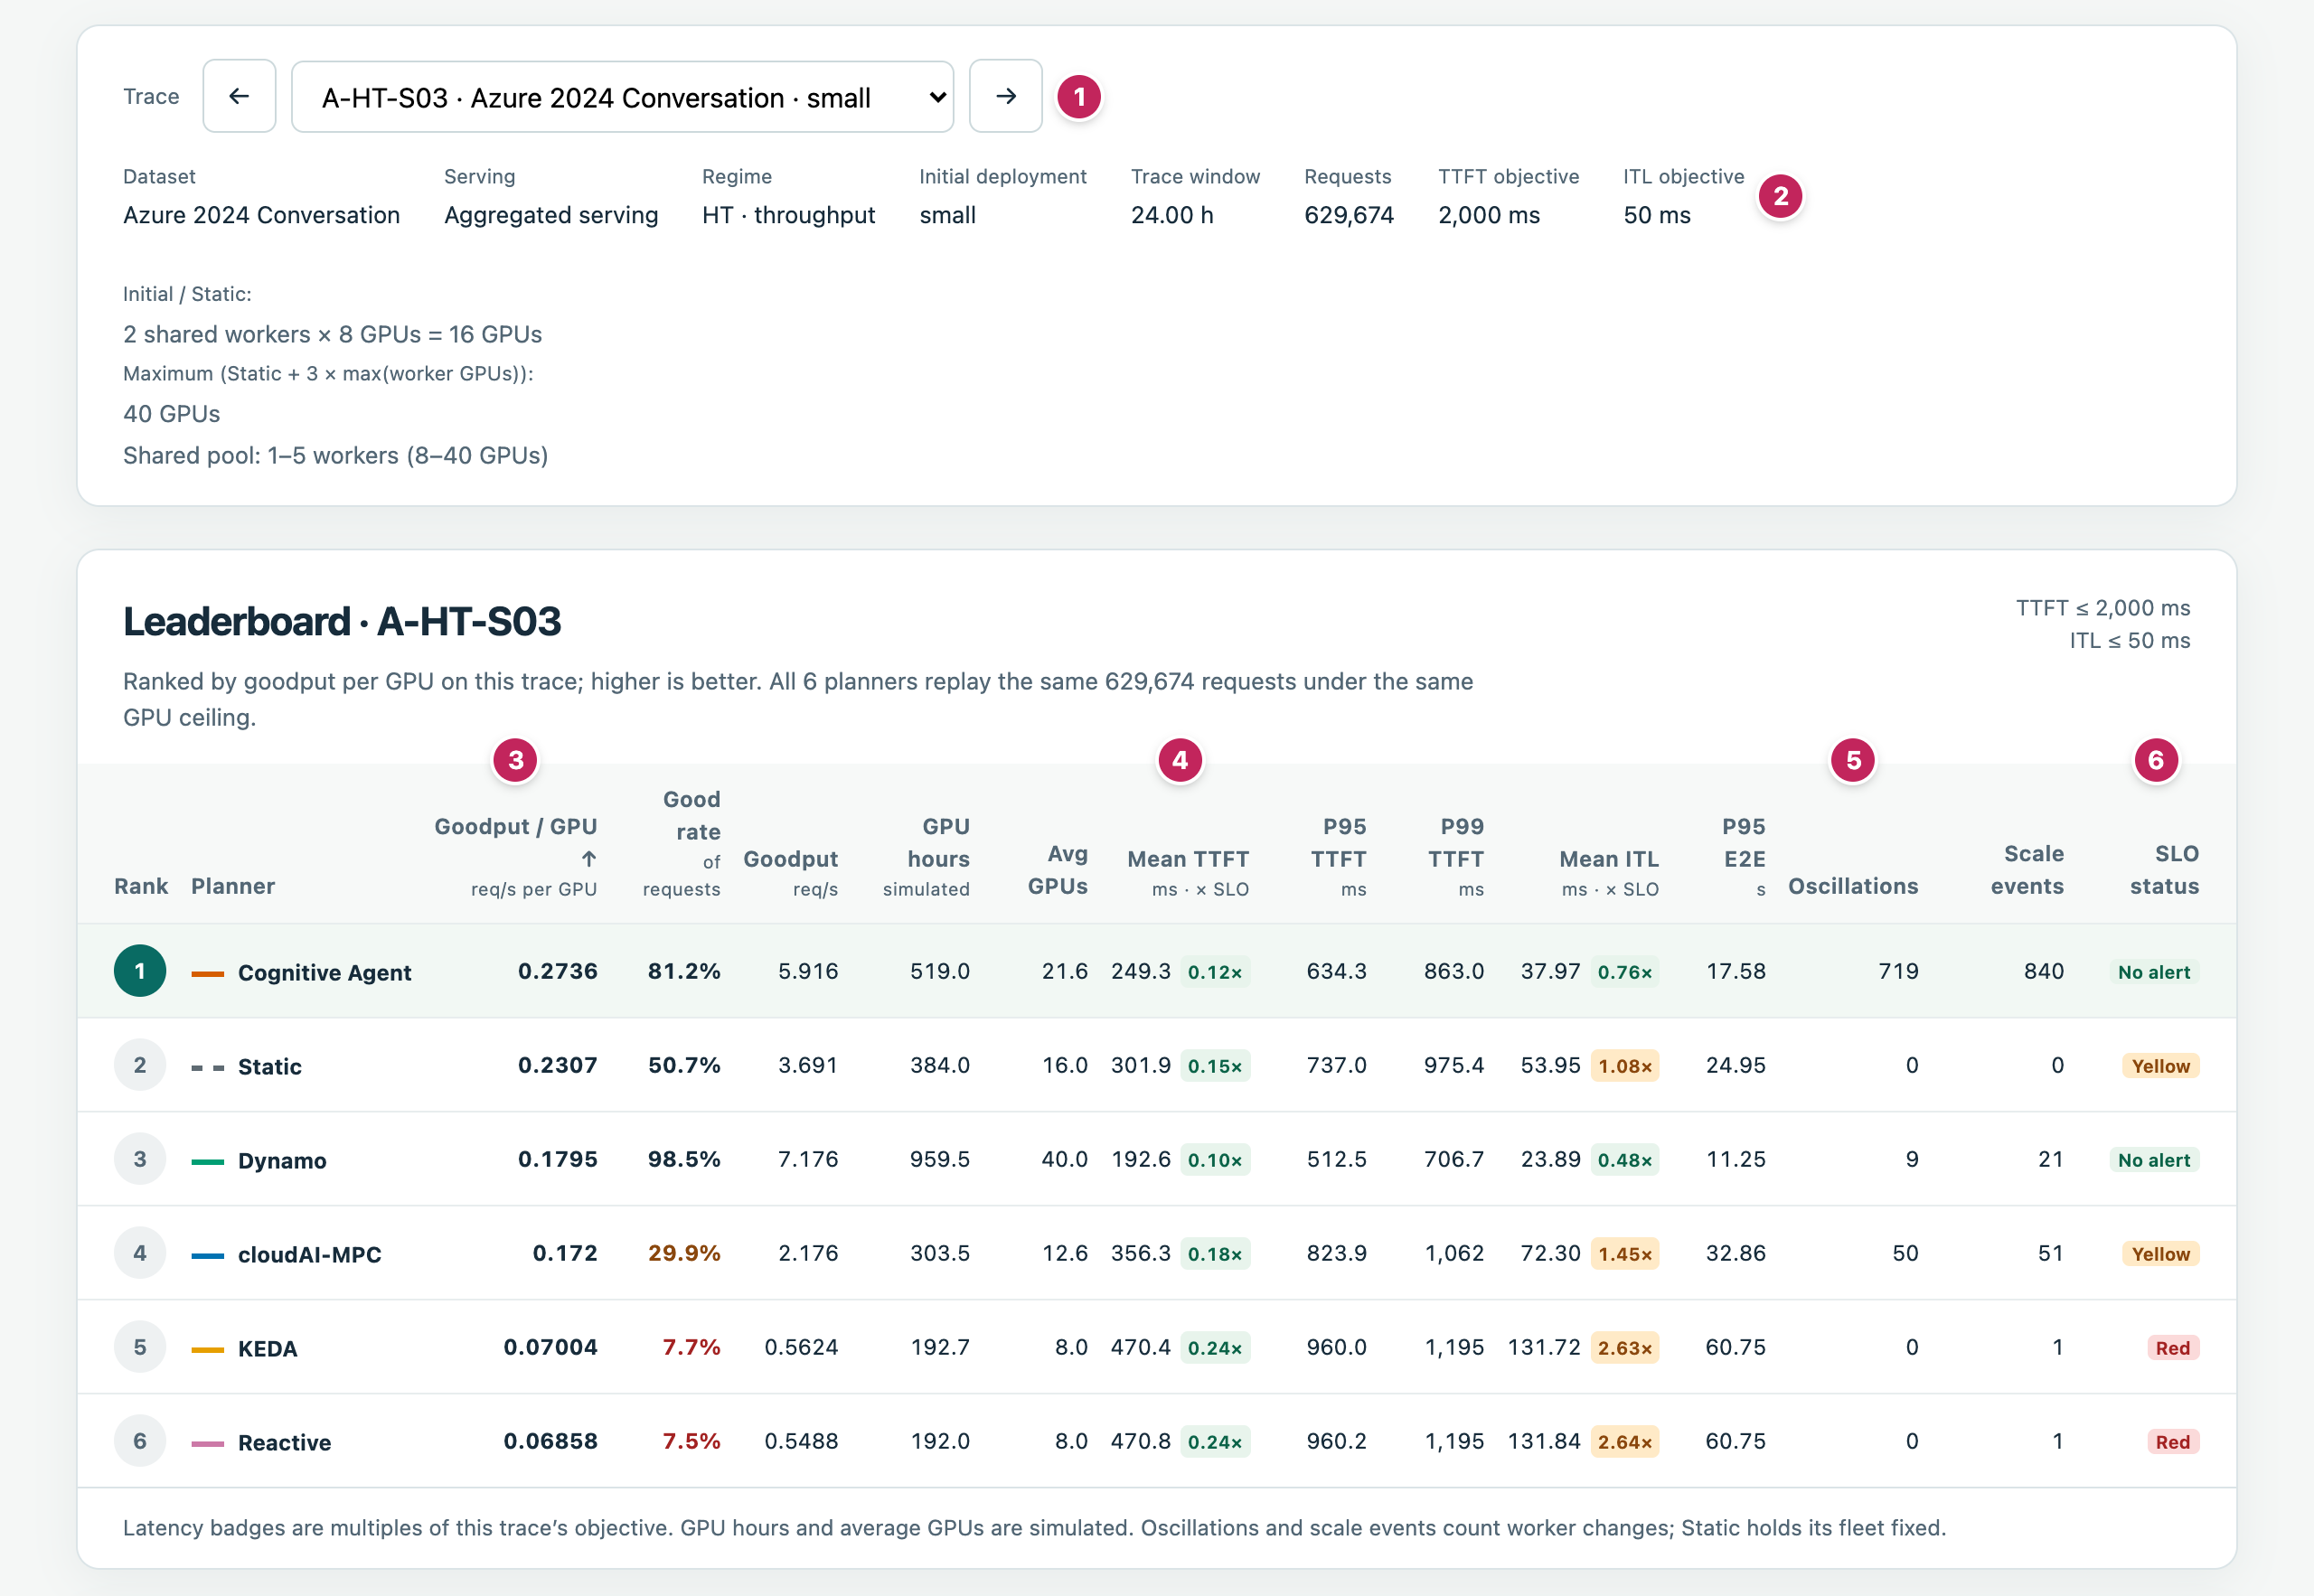 Trace ← A-HT-S03 · Azure 2024 Conversation · small → 1
Dataset Serving Regime Initial deployment Trace window Requests TTFT objective ITL objective 2
Azure 2024 Conversation Aggregated serving HT · throughput small 24.00 h 629,674 2,000 ms 50 ms
Initial / Static:
2 shared workers × 8 GPUs = 16 GPUs
Maximum (Static + 3 × max(worker GPUs)):
40 GPUs
Shared pool: 1–5 workers (8–40 GPUs)
Leaderboard · A-HT-S03
TTFT ≤ 2,000 ms
ITL ≤ 50 ms
Ranked by goodput per GPU on this trace; higher is better. All 6 planners replay the same 629,674 requests under the same
GPU ceiling.
3 4 5 6
Rank Planner Goodput / GPU ↑ req/s per GPU Good rate of requests Goodput req/s GPU hours simulated Avg GPUs Mean TTFT ms · × SLO P95 TTFT ms P99 TTFT ms Mean ITL ms · × SLO P95 E2E s Oscillations Scale events SLO status
1 Cognitive Agent 0.2736 81.2% 5.916 519.0 21.6 249.3 0.12× 634.3 863.0 37.97 0.76× 17.58 719 840 No alert
2 Static 0.2307 50.7% 3.691 384.0 16.0 301.9 0.15× 737.0 975.4 53.95 1.08× 24.95 0 0 Yellow
3 Dynamo 0.1795 98.5% 7.176 959.5 40.0 192.6 0.10× 512.5 706.7 23.89 0.48× 11.25 9 21 No alert
4 cloudAI-MPC 0.172 29.9% 2.176 303.5 12.6 356.3 0.18× 823.9 1,062 72.30 1.45× 32.86 50 51 Yellow
5 KEDA 0.07004 7.7% 0.5624 192.7 8.0 470.4 0.24× 960.0 1,195 131.72 2.63× 60.75 0 1 Red
6 Reactive 0.06858 7.5% 0.5488 192.0 8.0 470.8 0.24× 960.2 1,195 131.84 2.64× 60.75 0 1 Red
Latency badges are multiples of this trace’s objective. GPU hours and average GPUs are simulated. Oscillations and scale events count worker changes; Static holds its fleet fixed.